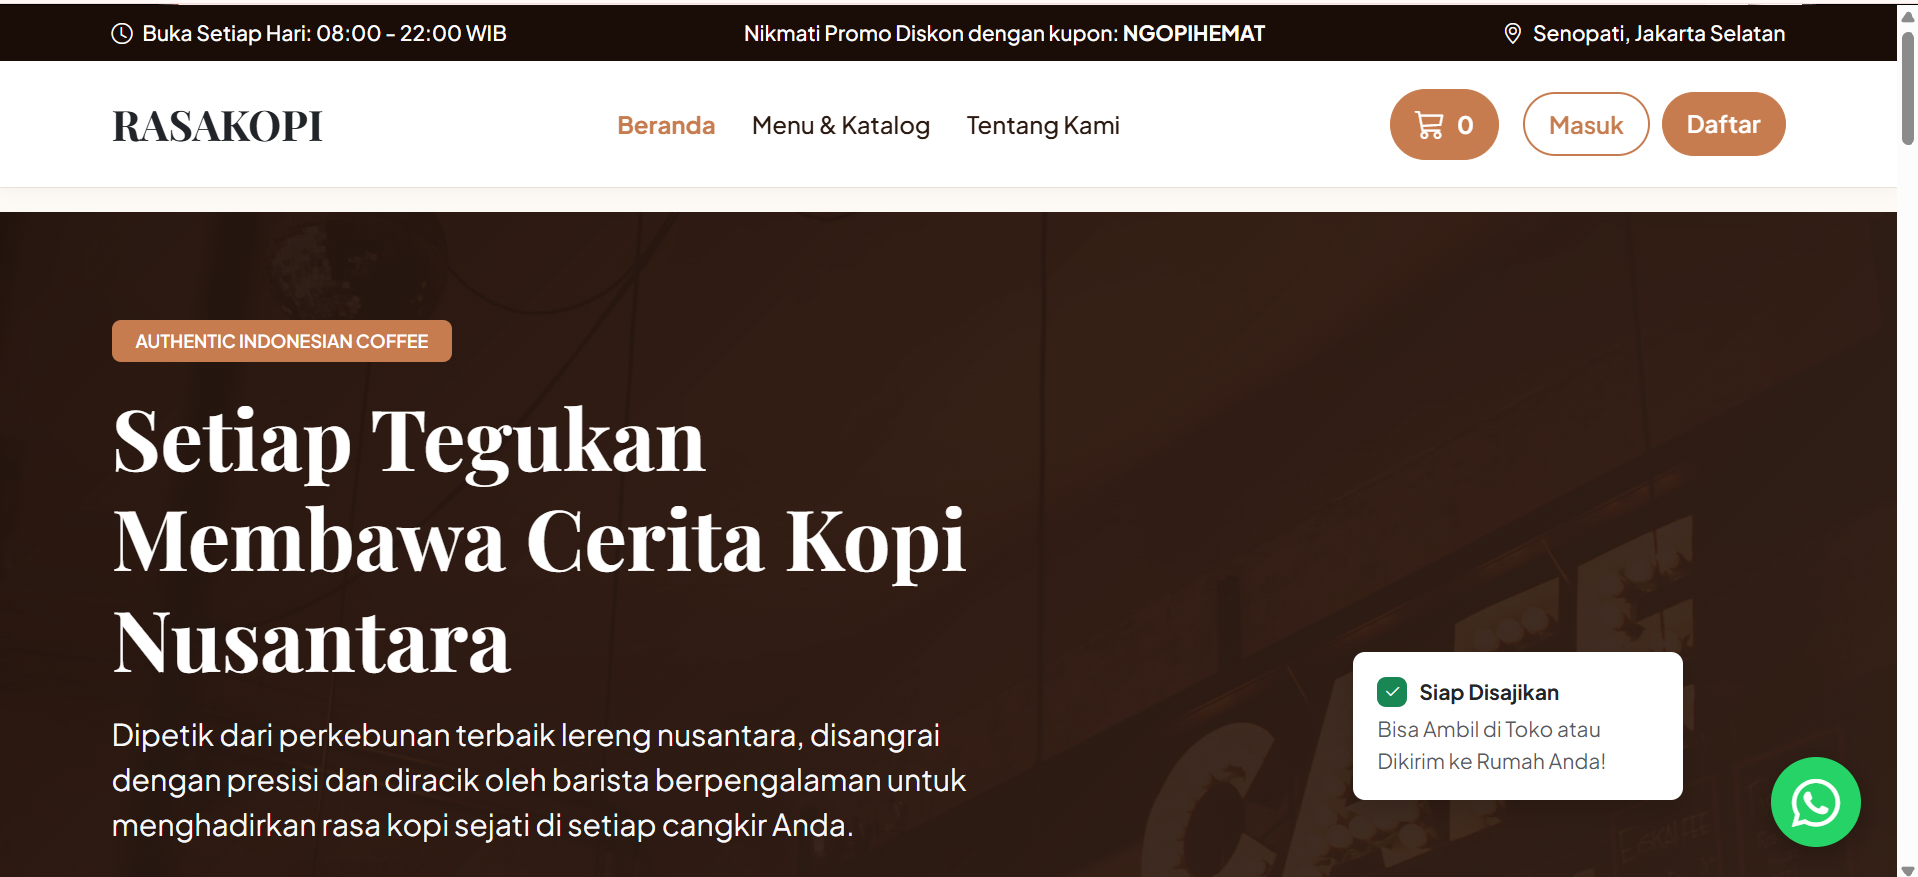 Buka Setiap Hari: 08:00 - 22:00 WIB
Nikmati Promo Diskon dengan kupon: NGOPIHEMAT
Senopati, Jakarta Selatan
RASAKOPI
Beranda
Menu & Katalog
Tentang Kami
0
Masuk
Daftar
AUTHENTIC INDONESIAN COFFEE
Setiap Tegukan
Membawa Cerita Kopi
Nusantara
Dipetik dari perkebunan terbaik lereng nusantara, disangrai
dengan presisi dan diracik oleh barista berpengalaman untuk
menghadirkan rasa kopi sejati di setiap cangkir Anda.
Siap Disajikan
Bisa Ambil di Toko atau
Dikirim ke Rumah Anda!